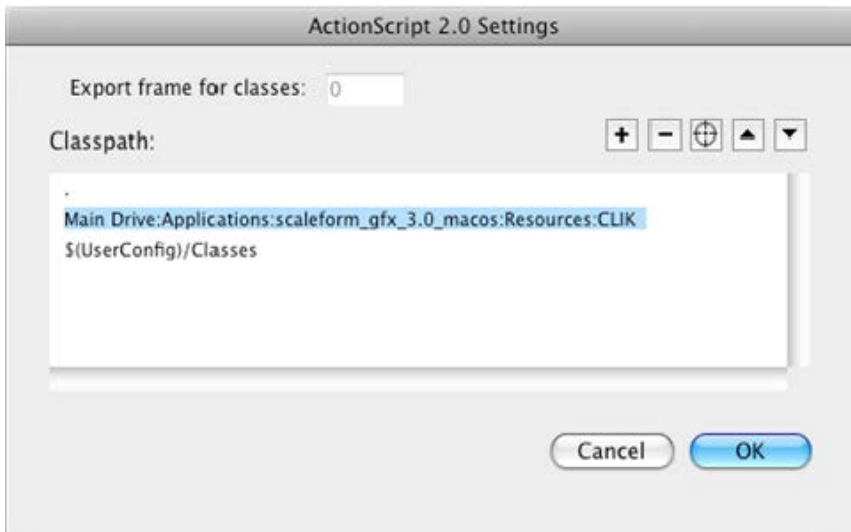 ActionScript 2.0 Settings
Export frame for classes: 0
Classpath:
.
Main Drive:Applications:scaleform_gfx_3.0_macos:Resources:CLIK
$(UserConfig)/Classes
Cancel OK